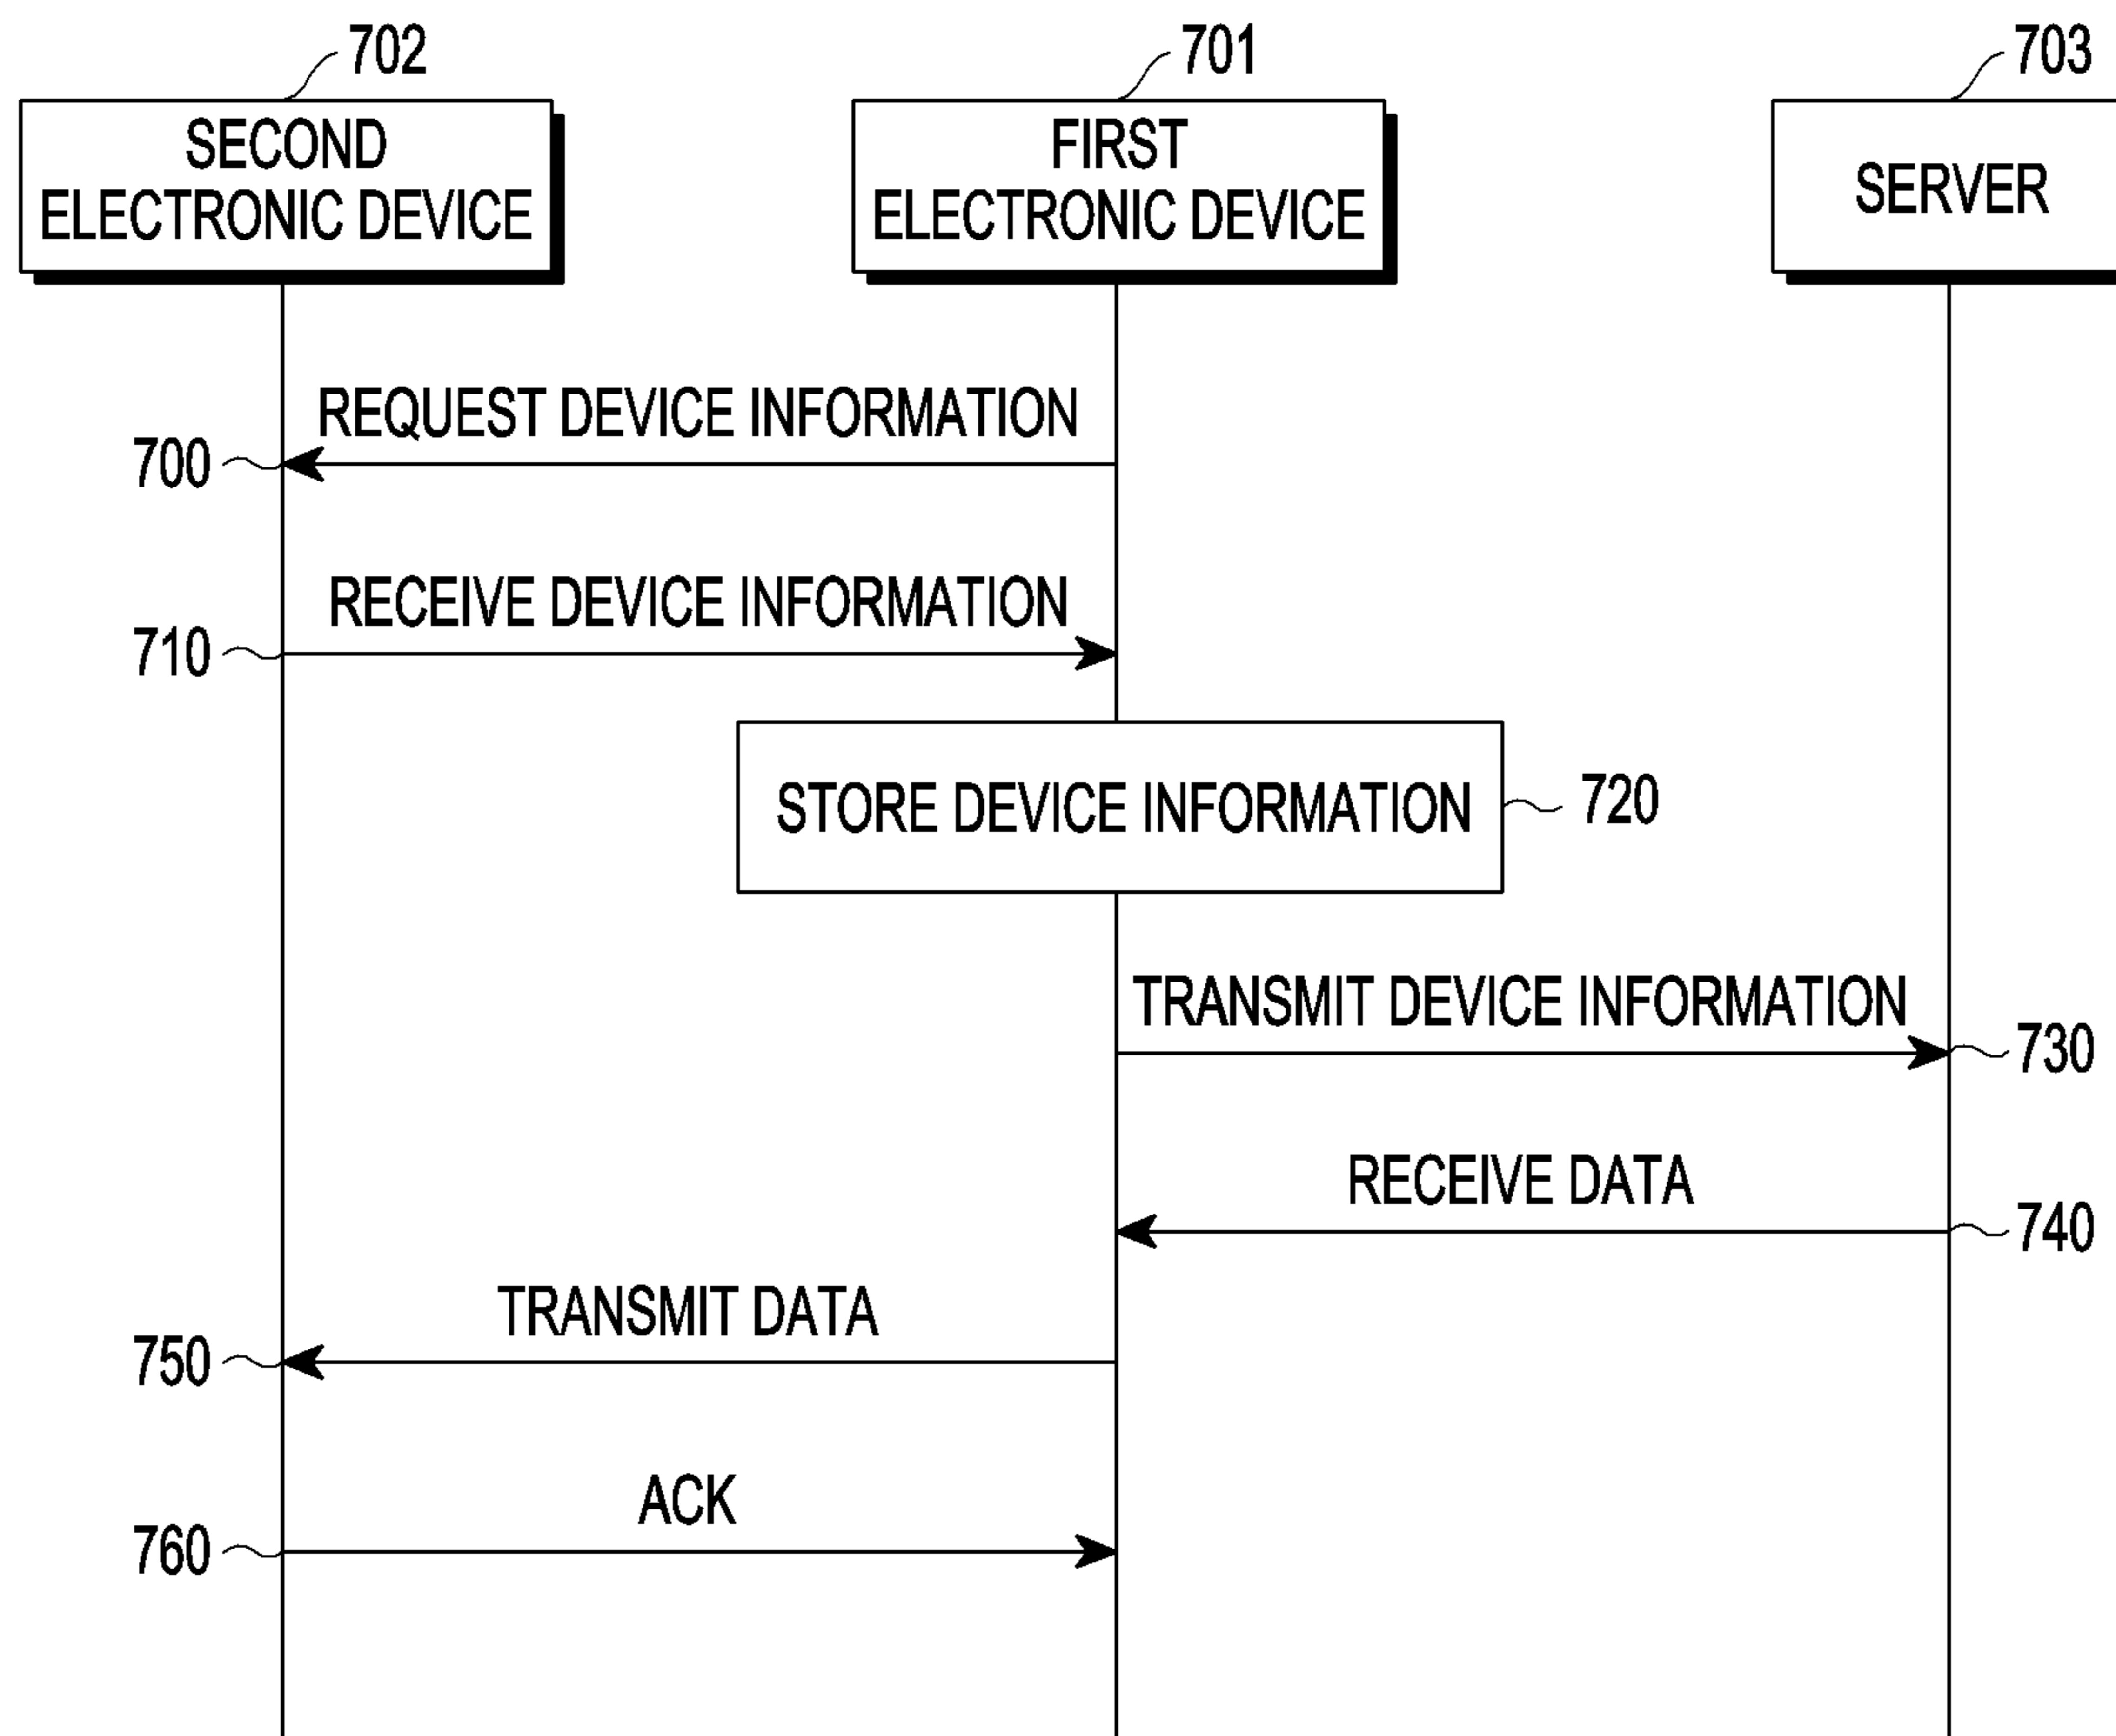 702
701
703
SECOND
ELECTRONIC DEVICE
FIRST
ELECTRONIC DEVICE
SERVER
REQUEST DEVICE INFORMATION
700
RECEIVE DEVICE INFORMATION
710
STORE DEVICE INFORMATION
720
TRANSMIT DEVICE INFORMATION
730
RECEIVE DATA
740
TRANSMIT DATA
750
ACK
760